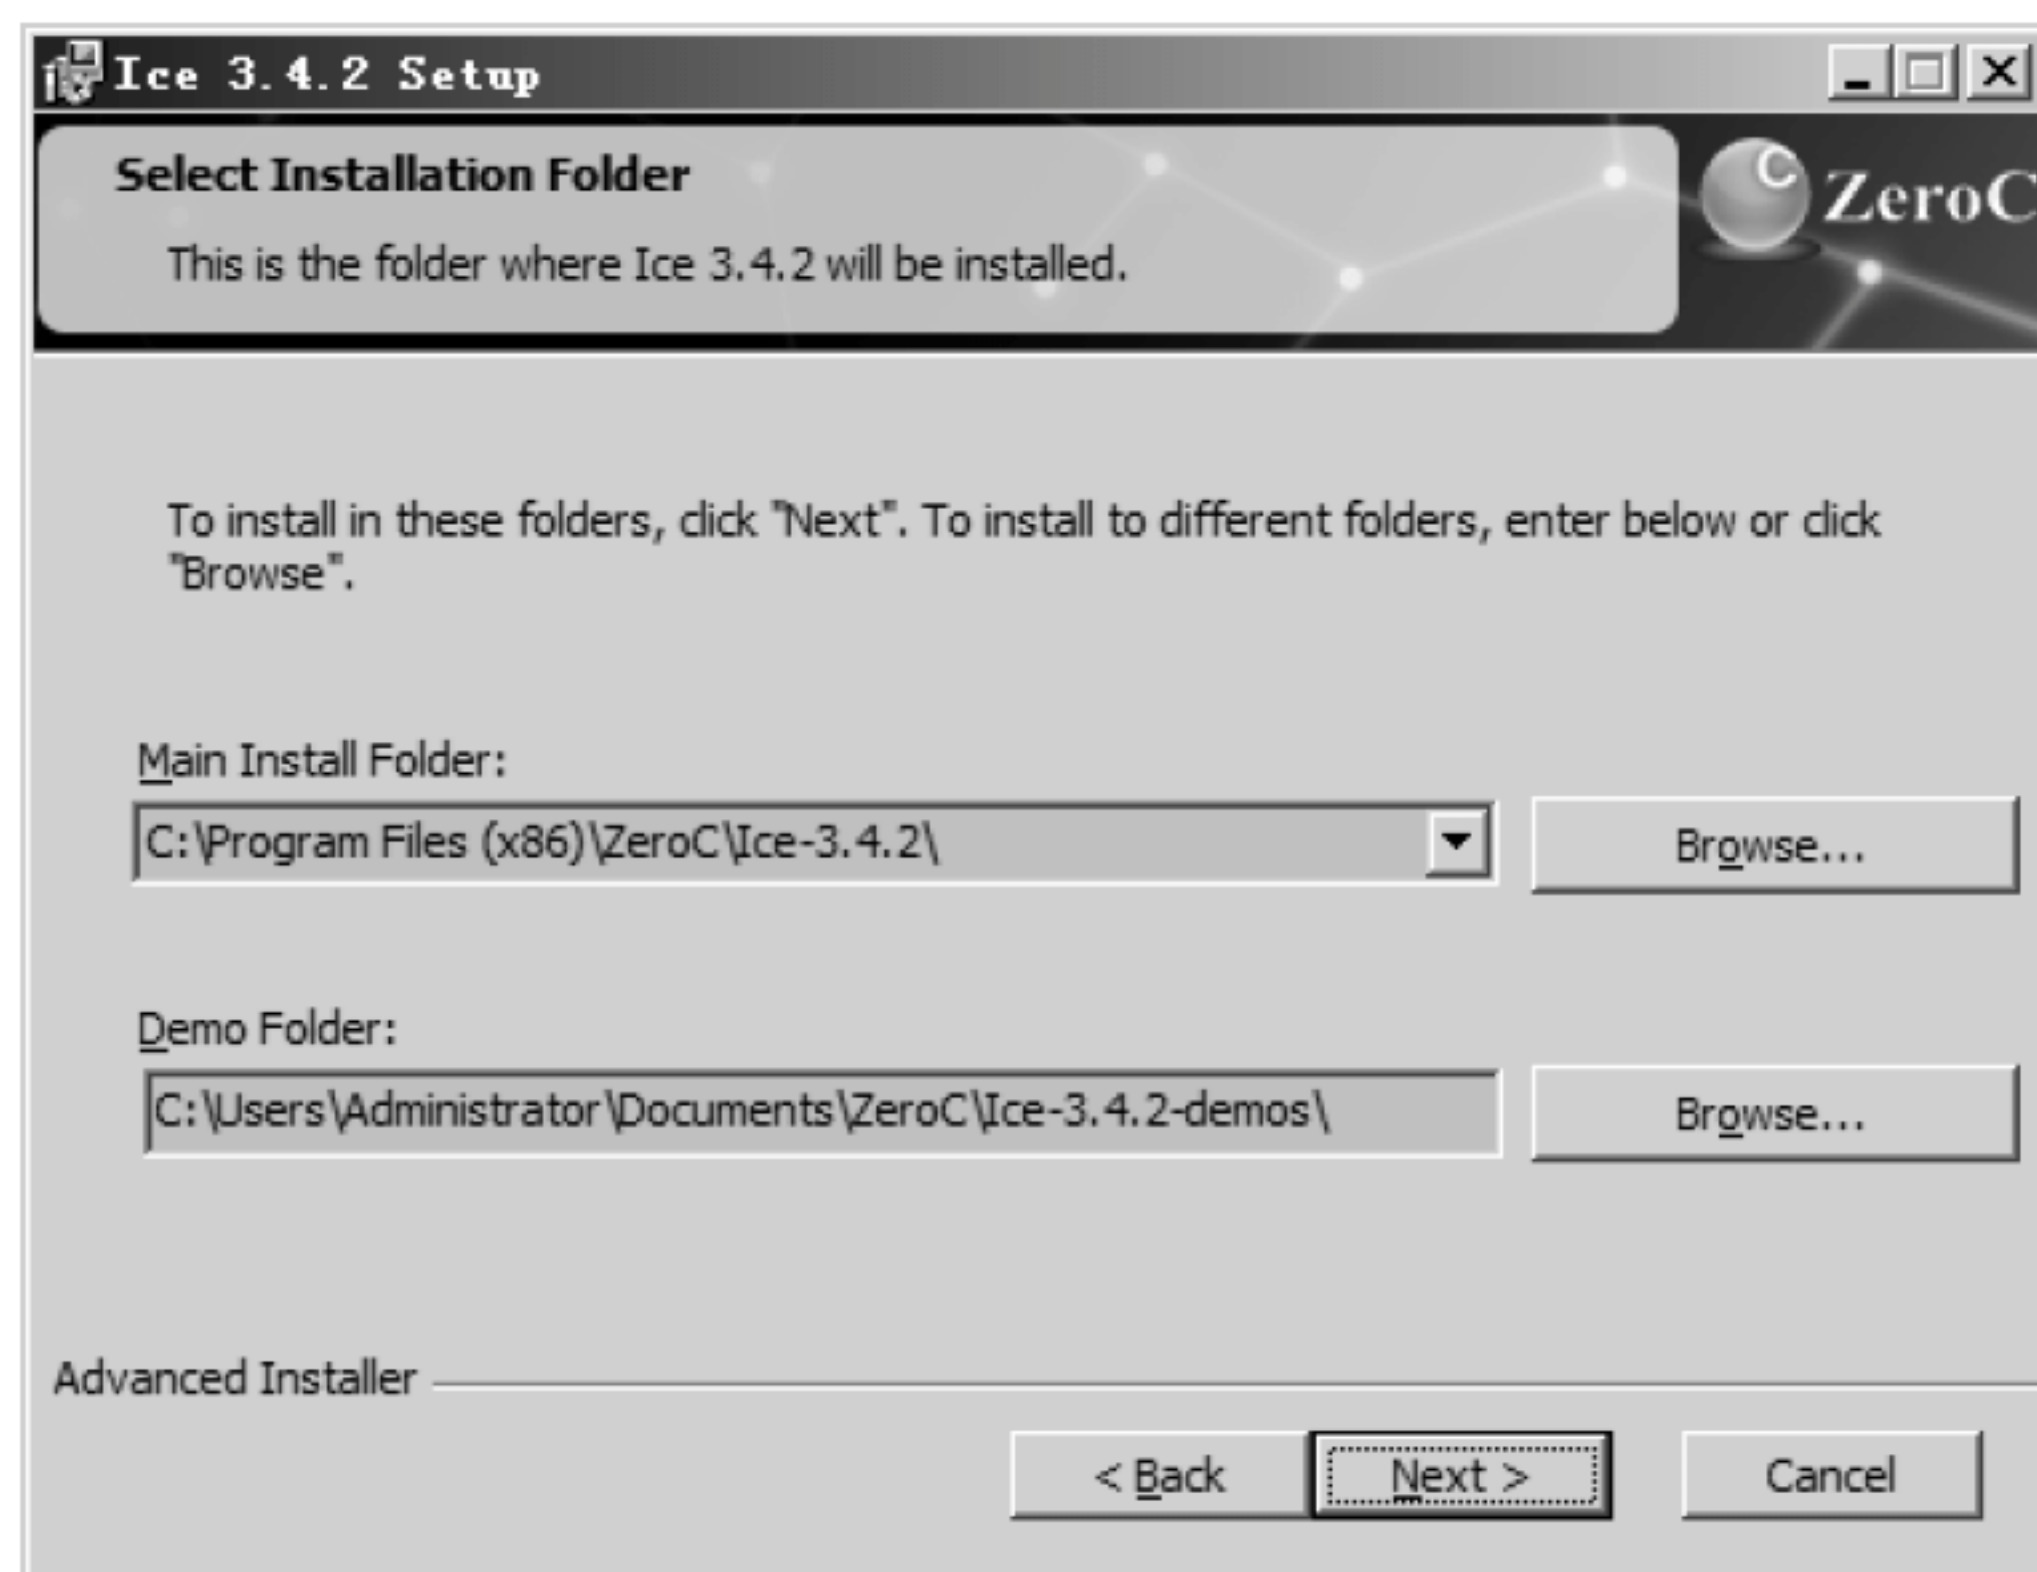 Ice 3.4.2 Setup
Select Installation Folder
This is the folder where Ice 3.4.2 will be installed.
C ZeroC
To install in these folders, click "Next". To install to different folders, enter below or click
"Browse".
Main Install Folder:
C:\Program Files (x86)\ZeroC\Ice-3.4.2\
Browse...
Demo Folder:
C:\Users\Administrator\Documents\ZeroC\Ice-3.4.2-demos\
Browse...
Advanced Installer
< Back
Next >
Cancel